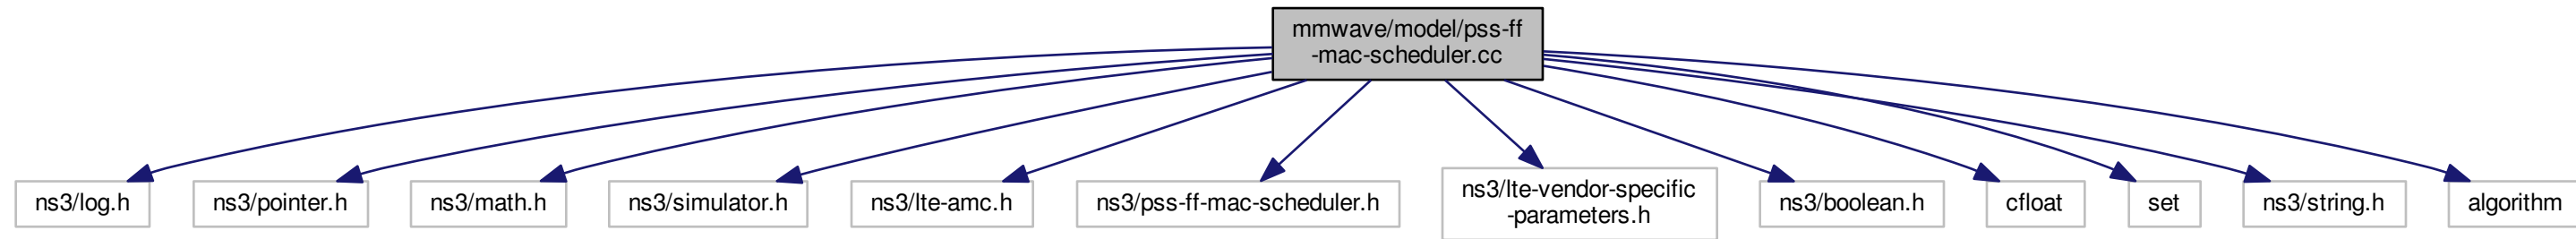 mmwave/model/pss-ff
-mac-scheduler.cc
ns3/log.h
ns3/pointer.h
ns3/math.h
ns3/simulator.h
ns3/lte-amc.h
ns3/pss-ff-mac-scheduler.h
ns3/lte-vendor-specific
-parameters.h
ns3/boolean.h
cfloat
set
ns3/string.h
algorithm